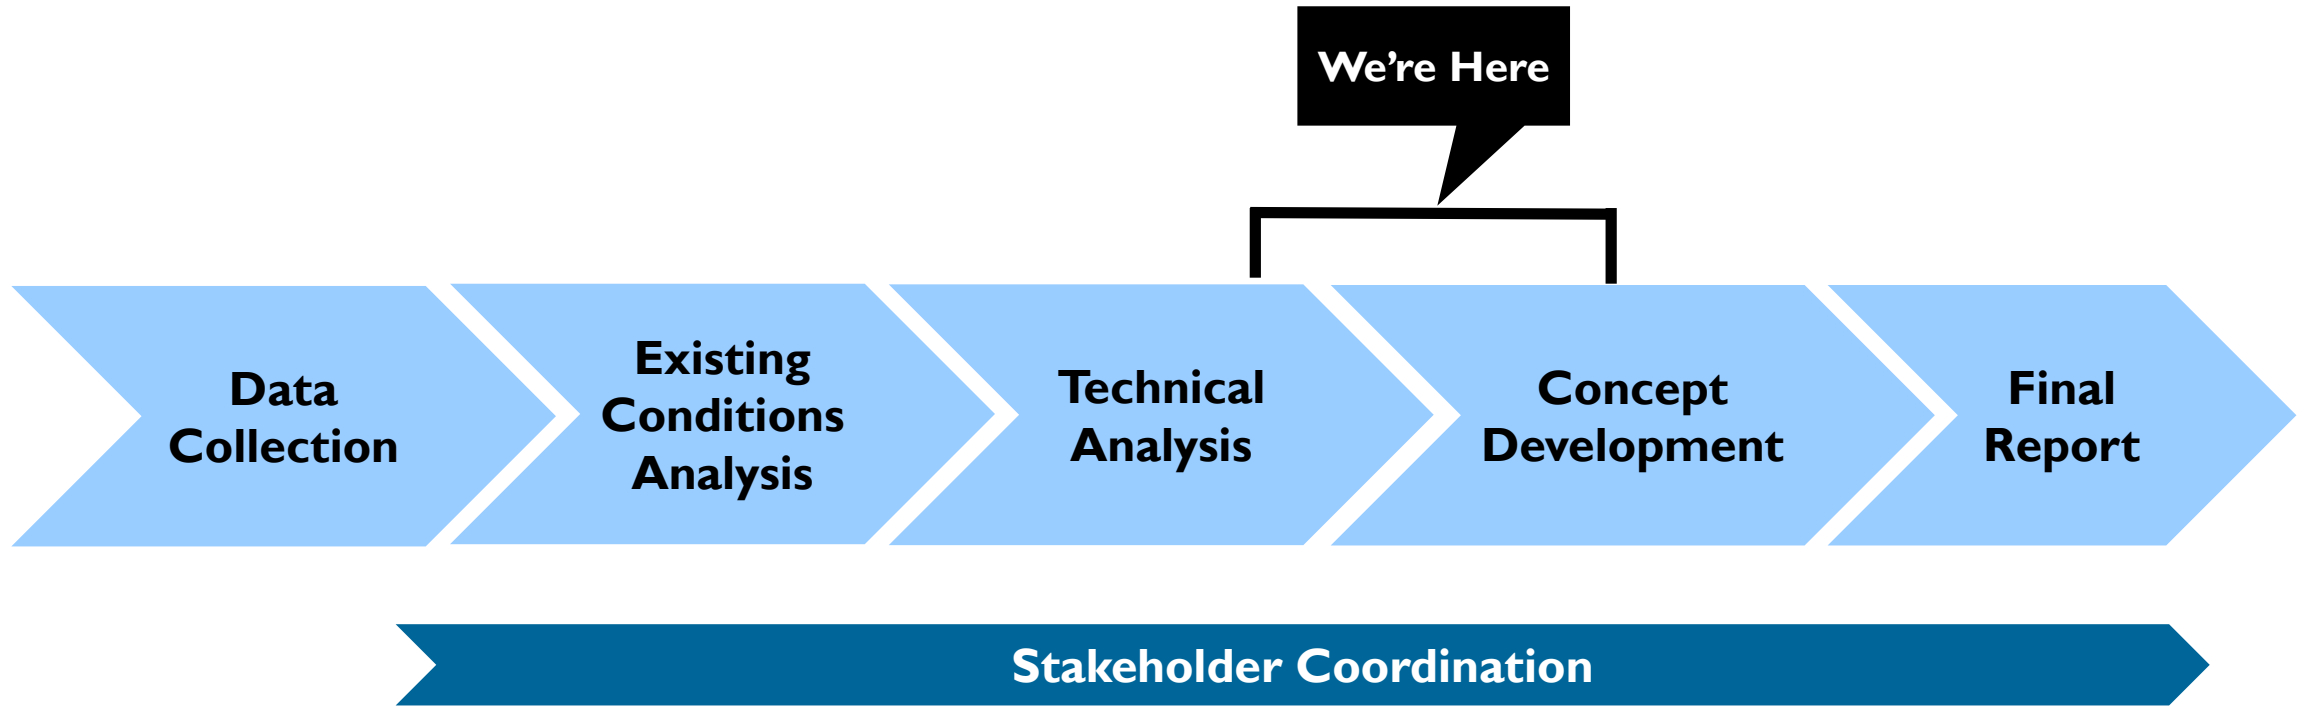 We’re Here
Data
Collection
Existing
Conditions
Analysis
Technical
Analysis
Concept
Development
Final
Report
Stakeholder Coordination